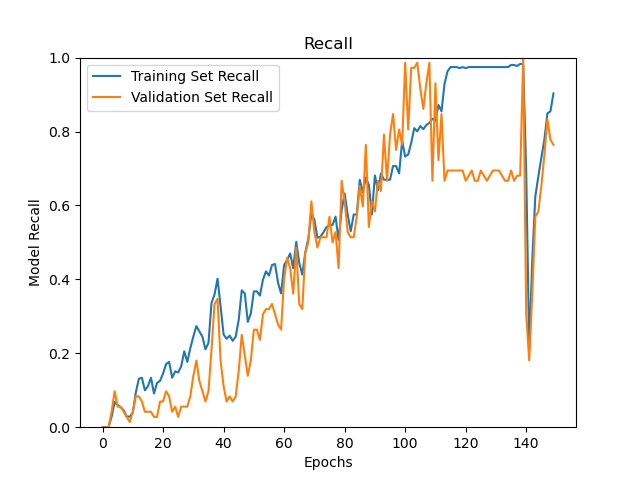 Recall
Training Set Recall
Validation Set Recall
1.0
0.8
0.6
0.4
0.2
0.0
Model Recall
0 20 40 60 80 100 120 140
Epochs